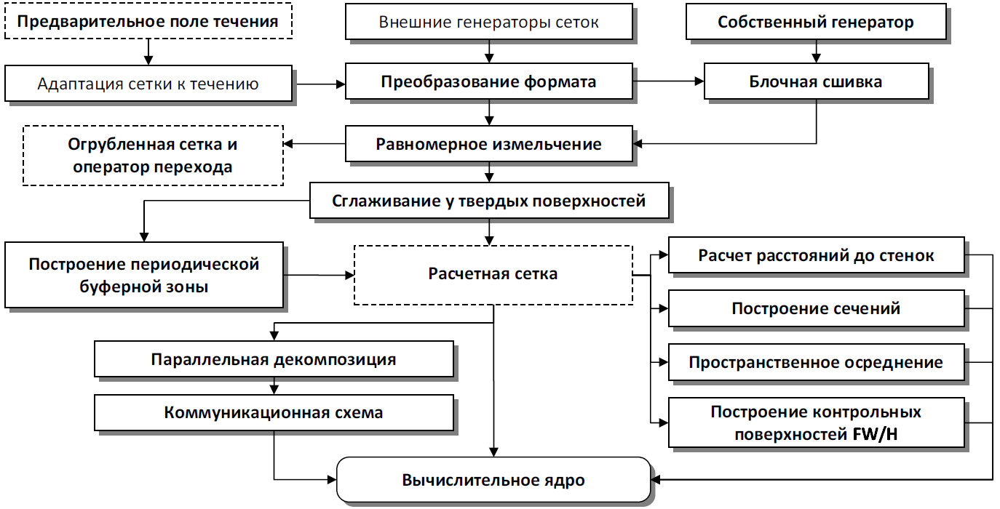 Предварительное поле течения
Внешние генераторы сеток
Собственный генератор
Адаптация сетки к течению
Преобразование формата
Блочная сшивка
Огрубленная сетка и
оператор перехода
Равномерное измельчение
Сглаживание у твердых поверхностей
Построение периодической
буферной зоны
Расчетная сетка
Расчет расстояний до стенок
Построение сечений
Пространственное осреднение
Построение контрольных
поверхностей FW/H
Параллельная декомпозиция
Коммуникационная схема
Вычислительное ядро